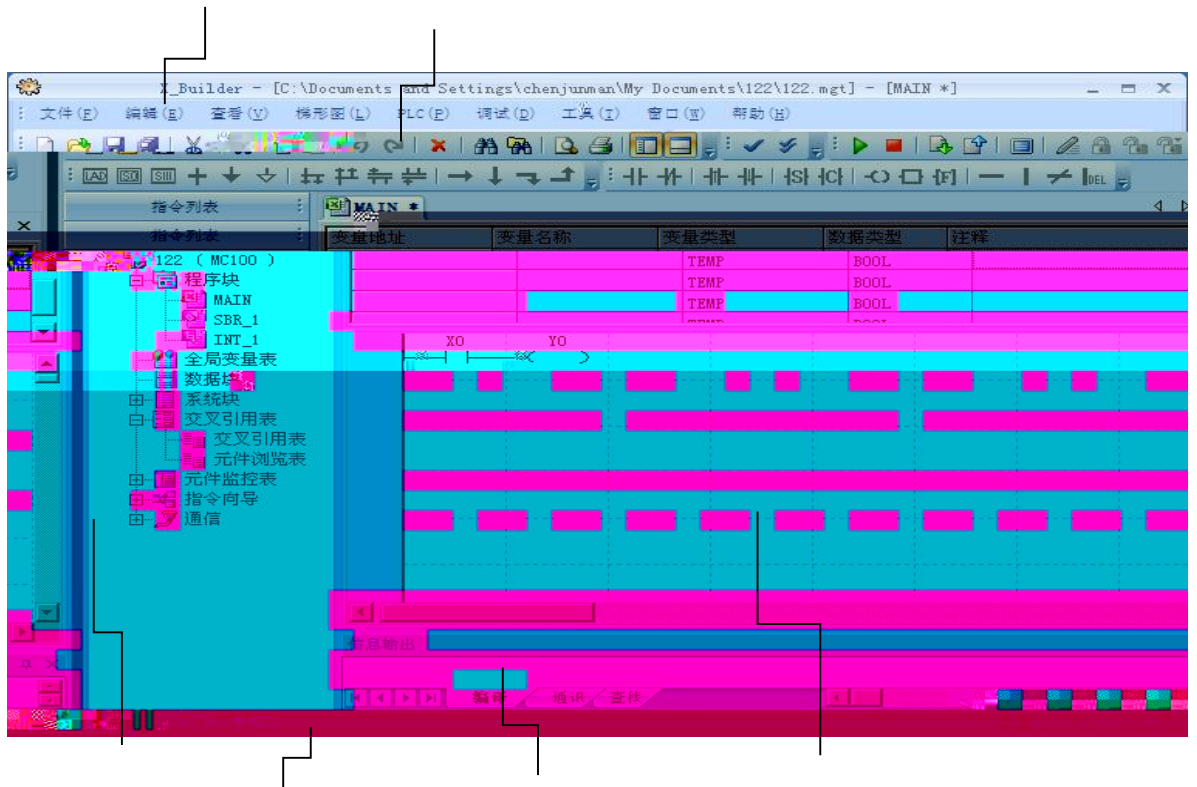 X_Builder - [C:\Documents and Settings\chenjunman\My Documents\122\122.mgt] - [MAIN *]
文件(F) 编辑(E) 查看(V) 梯形图(L) PLC(P) 调试(D) 工具(T) 窗口(W) 帮助(H)
LAD SCR SIII S C F DEL
指令列表 MAIN *
指令列表 变量地址 变量名称 变量类型 数据类型 注释
122 ( MC100 ) TEMP BOOL
程序块 TEMP BOOL
MAIN TEMP BOOL
SBR_1
INT_1 X0 Y0
全局变量表
数据块
系统块
交叉引用表
交叉引用表
元件浏览表
元件监控表
指令向导
通信
信息输出
编译 通讯 查找